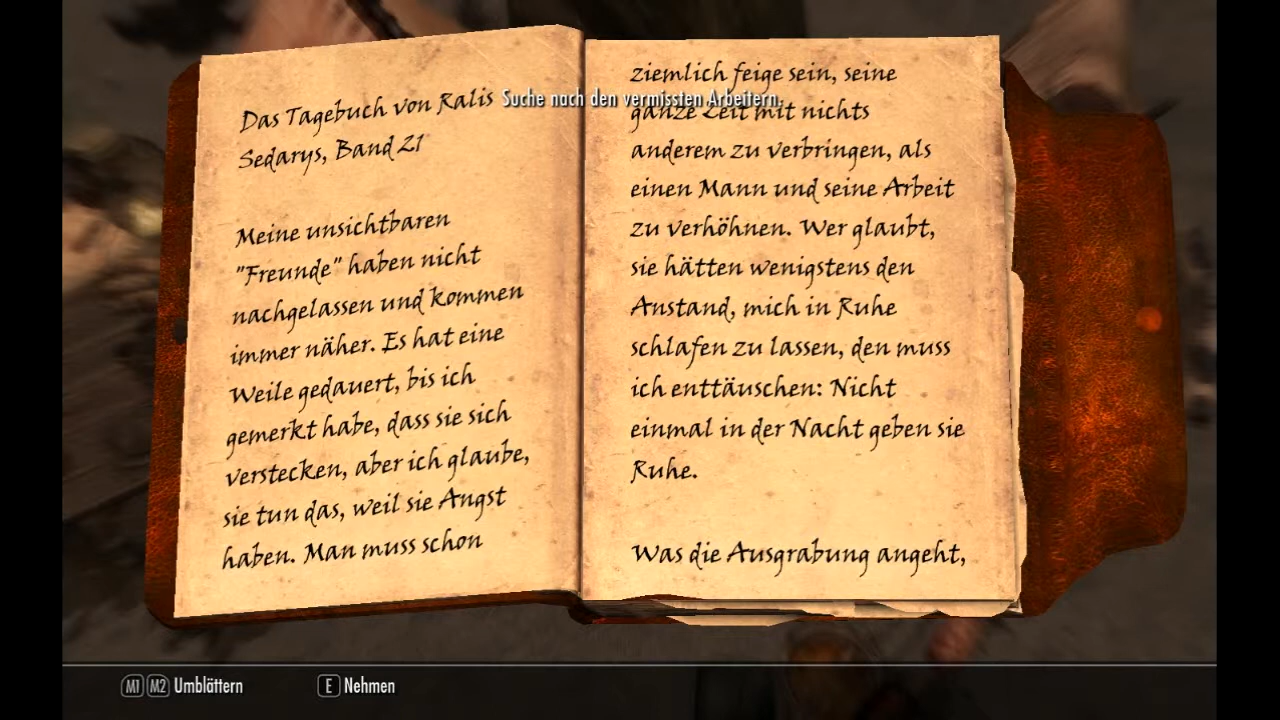 Das Tagebuch von Ralis
Sedarys, Band 21
Meine unsichtbaren
"Freunde" haben nicht
nachgelassen und kommen
immer näher. Es hat eine
Weile gedauert, bis ich
gemerkt habe, dass sie sich
verstecken, aber ich glaube,
sie tun das, weil sie Angst
haben. Man muss schon
ziemlich feige sein, seine
Suche nach den vermissten Arbeitern.
ganze Zeit mit nichts
anderem zu verbringen, als
einen Mann und seine Arbeit
zu verhöhnen. Wer glaubt,
sie hätten wenigstens den
Anstand, mich in Ruhe
schlafen zu lassen, den muss
ich enttäuschen: Nicht
einmal in der Nacht geben sie
Ruhe.
Was die Ausgrabung angeht,
M1 M2 Umblättern
E Nehmen